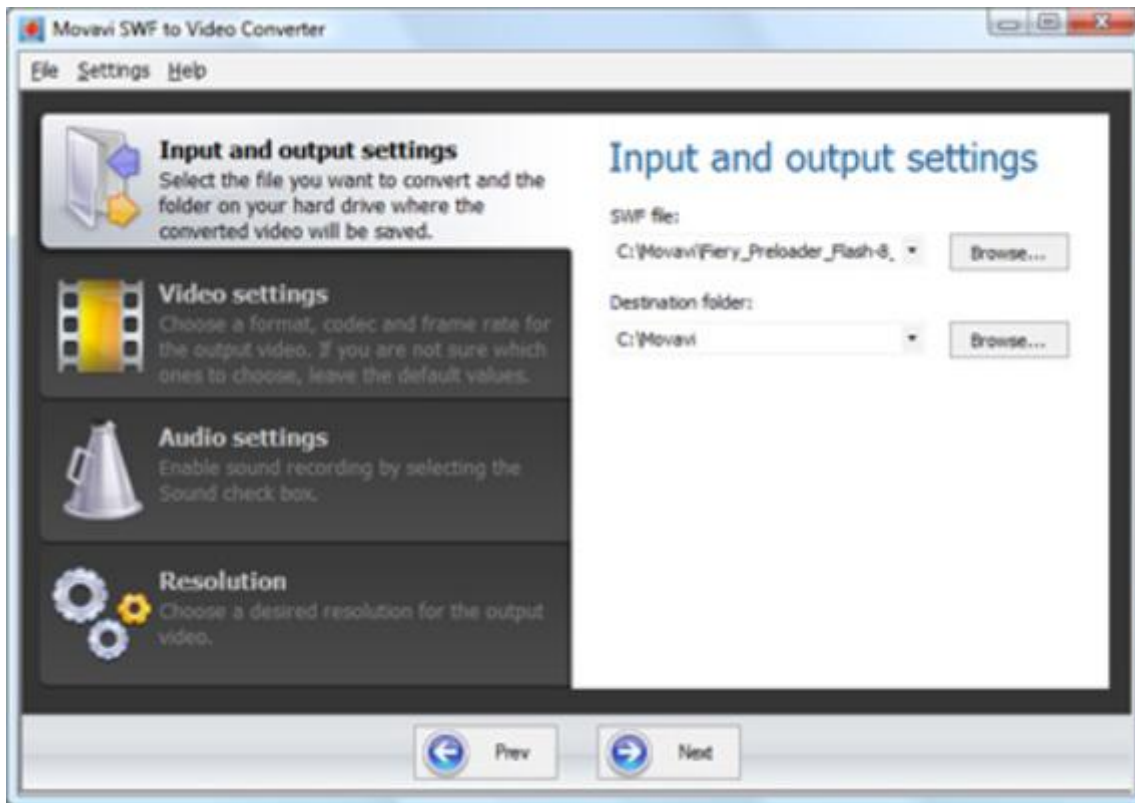 Movavi SWF to Video Converter
File Settings Help
Input and output settings
Select the file you want to convert and the
folder on your hard drive where the
converted video will be saved.
Video settings
Choose a format, codec and frame rate for
the output video. If you are not sure which
ones to choose, leave the default values.
Audio settings
Enable sound recording by selecting the
Sound check box.
Resolution
Choose a desired resolution for the output
video.
Input and output settings
SWF file:
C:\Movavi\Fiery_Preloader_Flash-8_
Browse...
Destination folder:
C:\Movavi
Browse...
Prev
Next